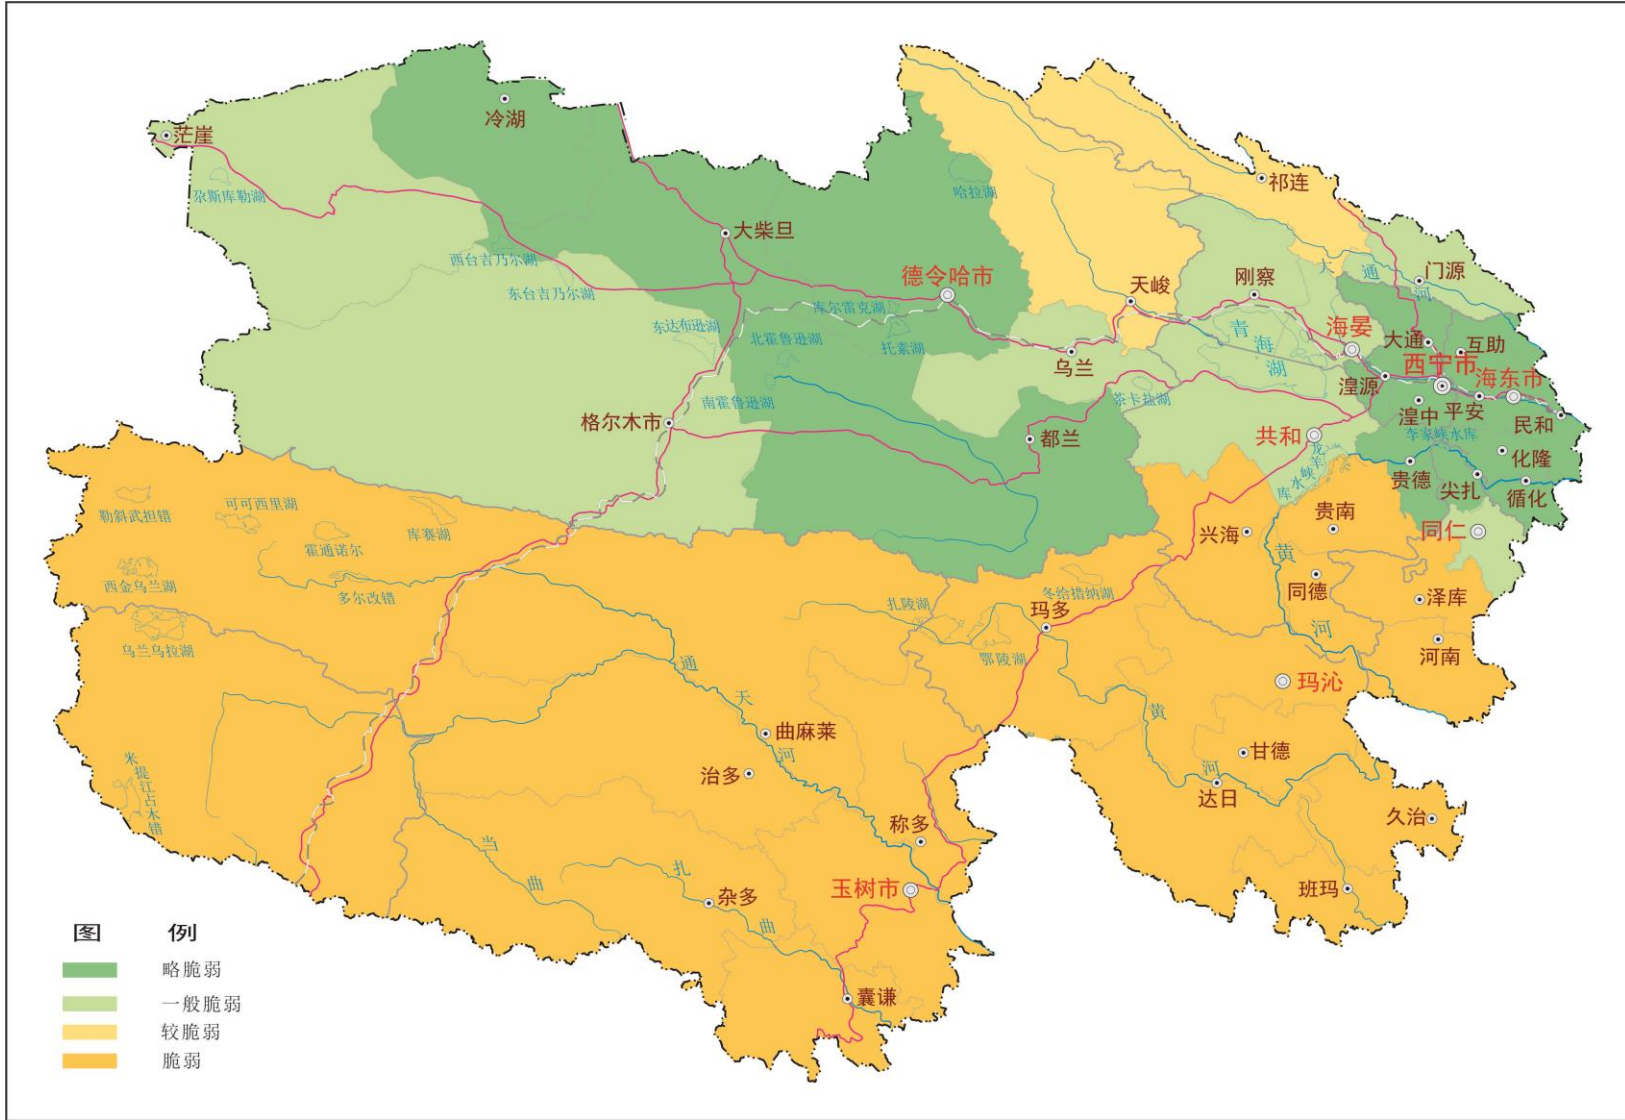 冷湖
茫崖
祁连
尕斯库勒湖
哈拉湖
大柴旦
西台吉乃尔湖
大通河
门源
德令哈市
天峻
刚察
东台吉乃尔湖
库尔雷克湖
东达布逊湖
北霍鲁逊湖
托素湖
青海湖
海晏
大通
互助
乌兰
西宁市
海东市
湟源
南霍鲁逊湖
茶卡盐湖
湟中
平安
格尔木市
都兰
共和
李家峡水库
民和
龙羊峡水库
化隆
贵德
尖扎
循化
勒斜武担错
可可西里湖
库赛湖
霍通诺尔
贵南
兴海
同仁
黄河
西金乌兰湖
多尔改错
冬给措纳湖
同德
泽库
扎陵湖
玛多
乌兰乌拉湖
鄂陵湖
河南
通天河
玛沁
曲麻莱
黄河
甘德
治多
达日
米提江占木错
称多
久治
当曲
扎曲
玉树市
杂多
班玛
囊谦
图 例
略脆弱
一般脆弱
较脆弱
脆弱